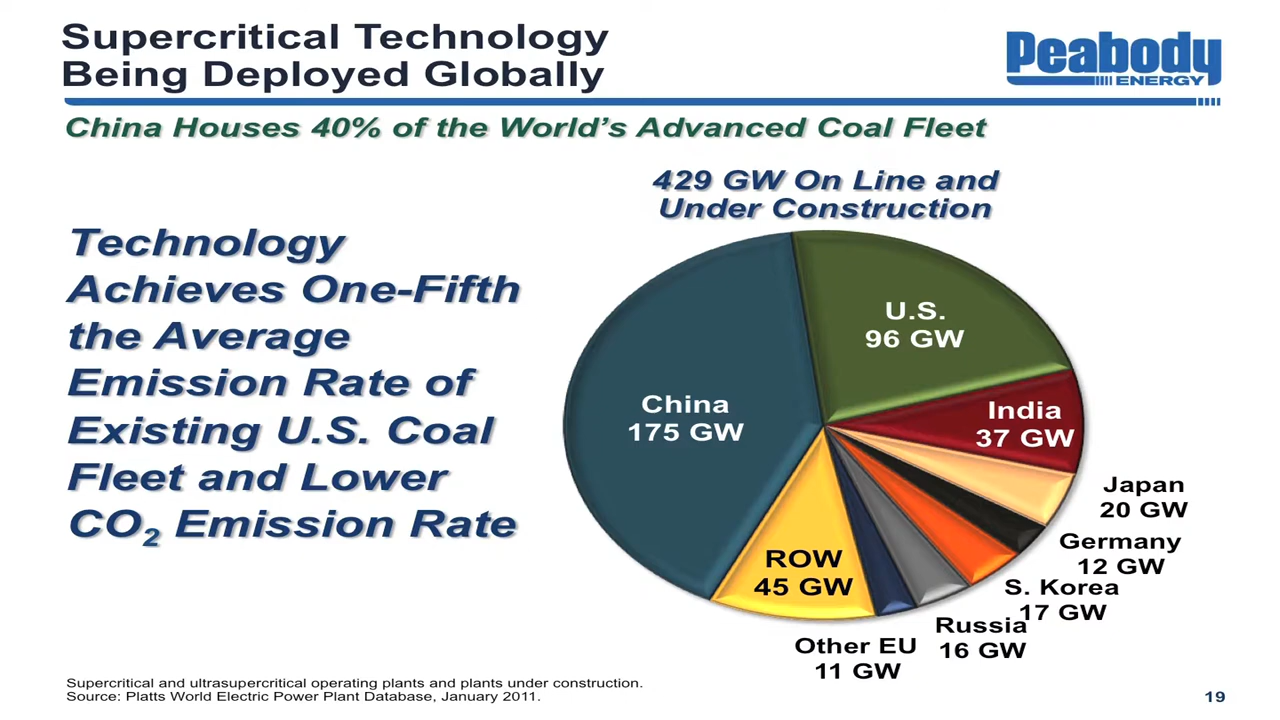 Supercritical Technology
Being Deployed Globally
Peabody
ENERGY
China Houses 40% of the World's Advanced Coal Fleet
Technology
Achieves One-Fifth
the Average
Emission Rate of
Existing U.S. Coal
Fleet and Lower
CO₂ Emission Rate
429 GW On Line and
Under Construction
U.S.
96 GW
China
175 GW
India
37 GW
Japan
20 GW
Germany
12 GW
S. Korea
17 GW
Russia
16 GW
Other EU
11 GW
ROW
45 GW
Supercritical and ultrasupercritical operating plants and plants under construction.
Source: Platts World Electric Power Plant Database, January 2011.
19